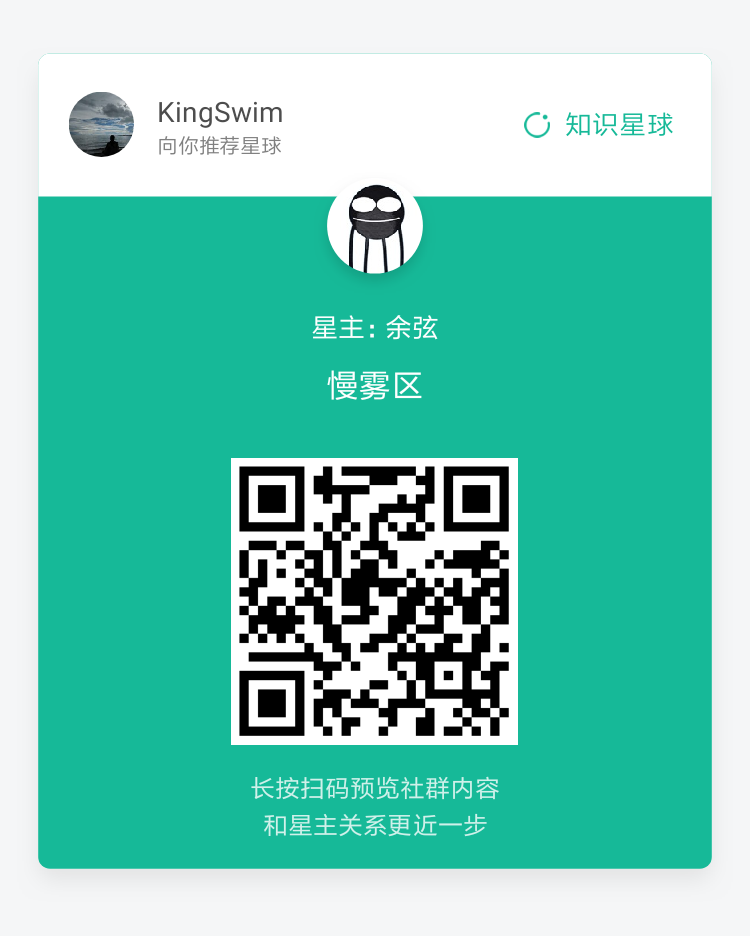 KingSwim
向你推荐星球
知识星球
星主：余弦
慢雾区
长按扫码预览社群内容
和星主关系更近一步